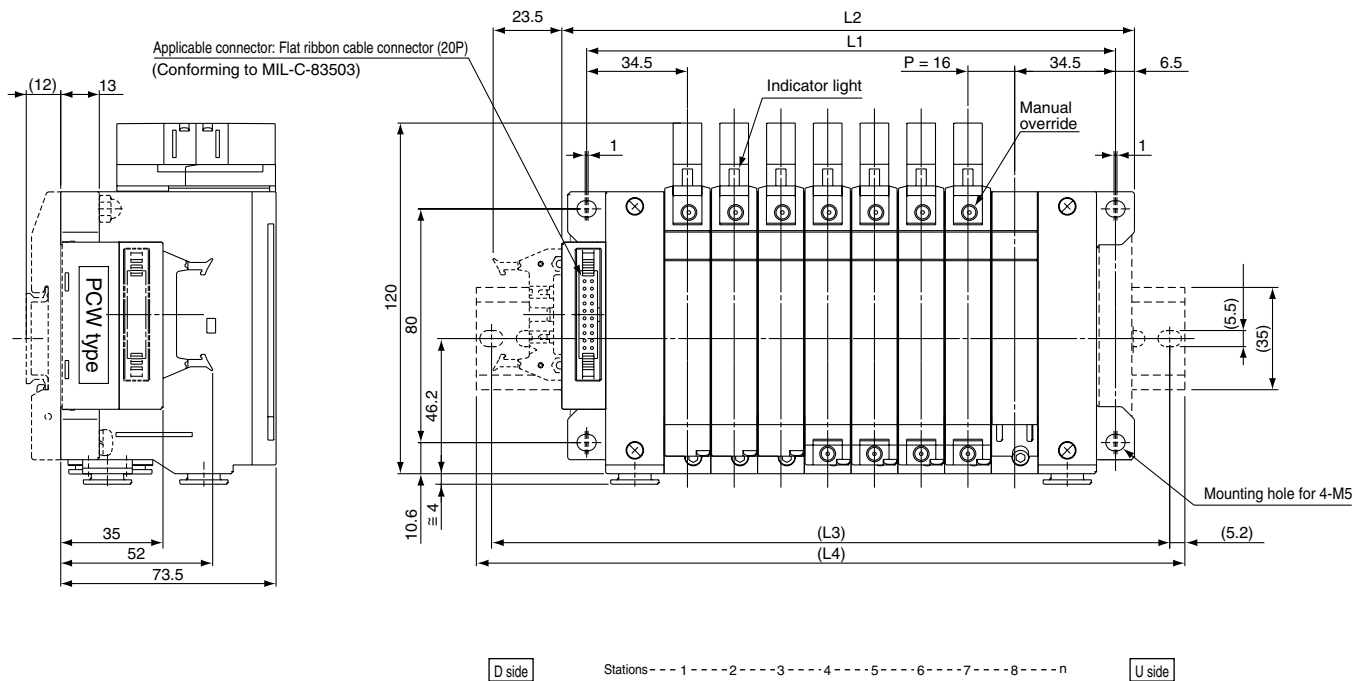 L2
23.5
L1
Applicable connector: Flat ribbon cable connector (20P)
(Conforming to MIL-C-83503)
34.5
P = 16
34.5
6.5
(12)
13
Indicator light
Manual
override
1
1
120
80
46.2
PCW type
(5.5)
(35)
10.6
≅ 4
Mounting hole for 4-M5
35
52
73.5
(L3)
(5.2)
(L4)
D side
Stations - - - - 1 - - - - 2 - - - - 3 - - - - 4 - - - - 5 - - - - 6 - - - - 7 - - - - 8 - - - - n
U side